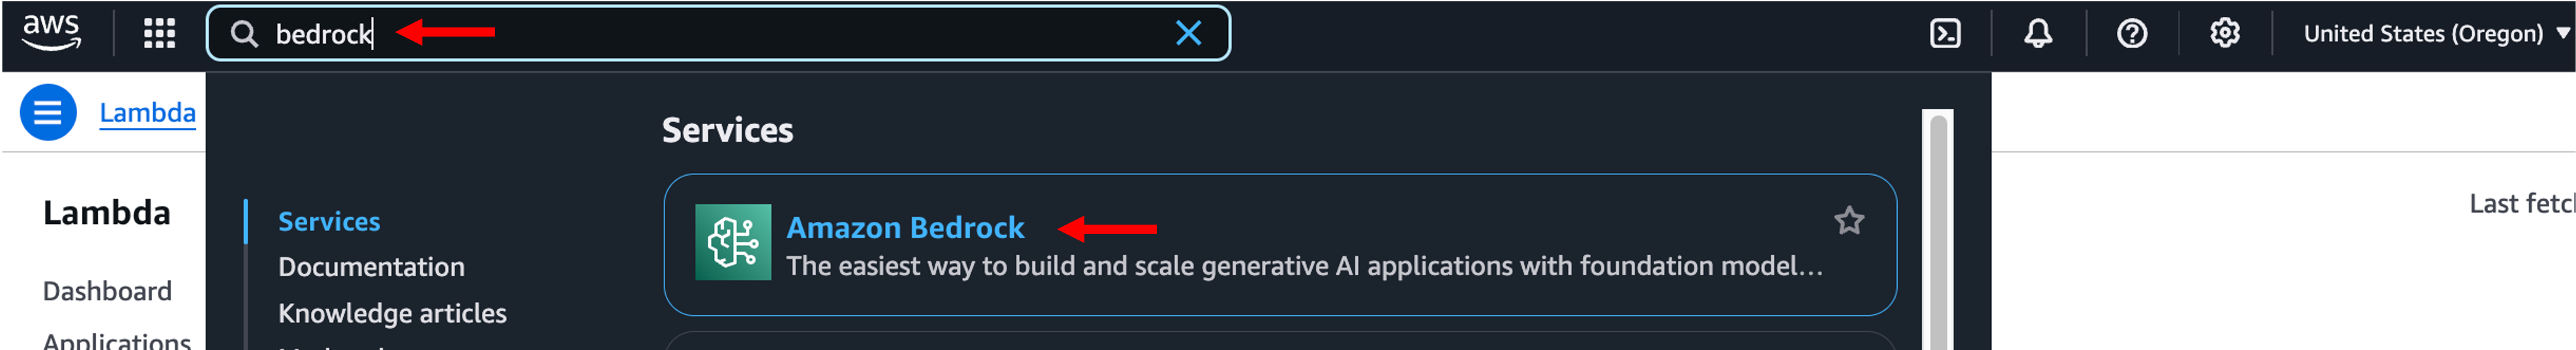 aws
bedrock
United States (Oregon)
Lambda
Services
Lambda
Last fetc
Services
Amazon Bedrock
The easiest way to build and scale generative AI applications with foundation model...
Documentation
Dashboard
Knowledge articles
Applications